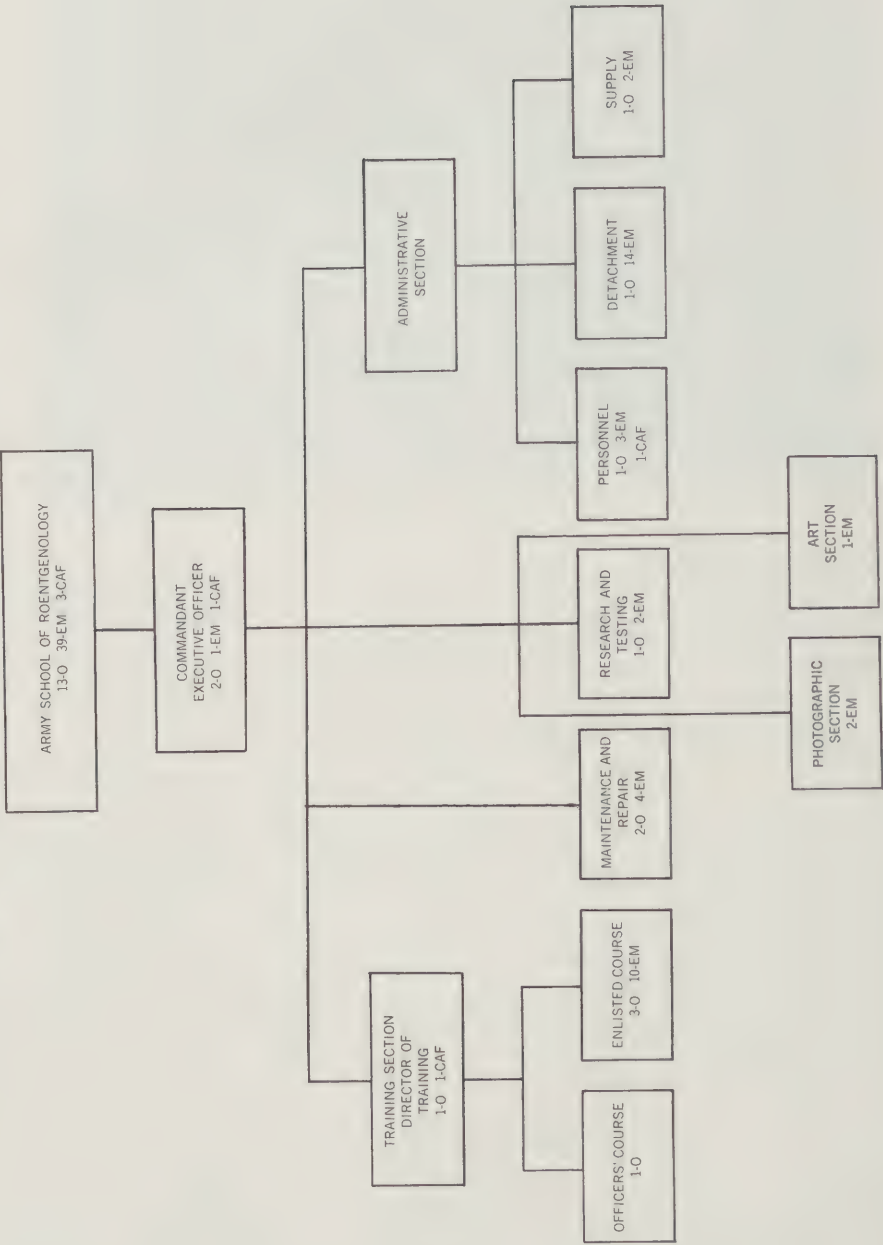 ARMY SCHOOL OF ROENTGENOLOGY
13-O 39-EM 3-CAF
COMMANDANT
EXECUTIVE OFFICER
2-O 1-EM 1-CAF
TRAINING SECTION
DIRECTOR OF
TRAINING
1-O 1-CAF
ADMINISTRATIVE
SECTION
OFFICERS' COURSE
1-O
ENLISTED COURSE
3-O 10-EM
MAINTENANCE AND
REPAIR
2-O 4-EM
RESEARCH AND
TESTING
1-O 2-EM
PERSONNEL
1-O 3-EM
1-CAF
DETACHMENT
1-O 14-EM
SUPPLY
1-O 2-EM
PHOTOGRAPHIC
SECTION
2-EM
ART
SECTION
1-EM